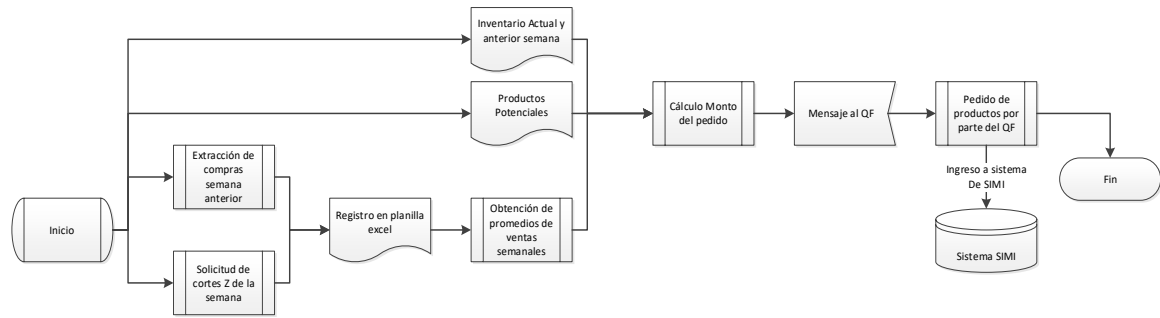 Inventario Actual y
anterior semana
Productos
Potenciales
Cálculo Monto
del pedido
Mensaje al QF
Pedido de
productos por
parte del QF
Extracción de
compras
semana
anterior
Ingreso a sistema
De SIMI
Fin
Inicio
Registro en planilla
excel
Obtención de
promedios de
ventas
semanales
Solicitud de
cortes Z de la
semana
Sistema SIMI